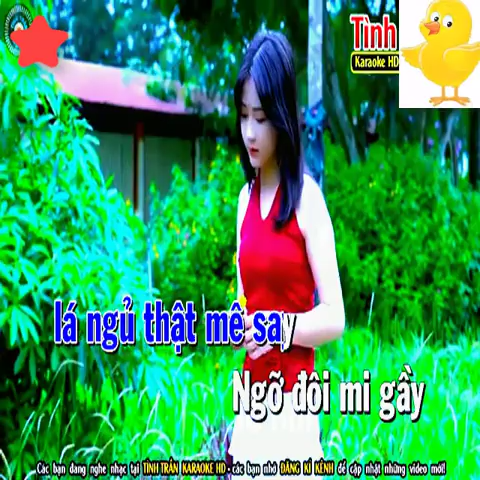 Tình
Karaoke HD
lá ngủ thật mê say
Ngỡ đôi mi gầy
Các bạn đang nghe nhạc tại TÌNH TRẦN KARAOKE HD - các bạn nhớ ĐĂNG KÍ KÊNH để cập nhật những video mới!